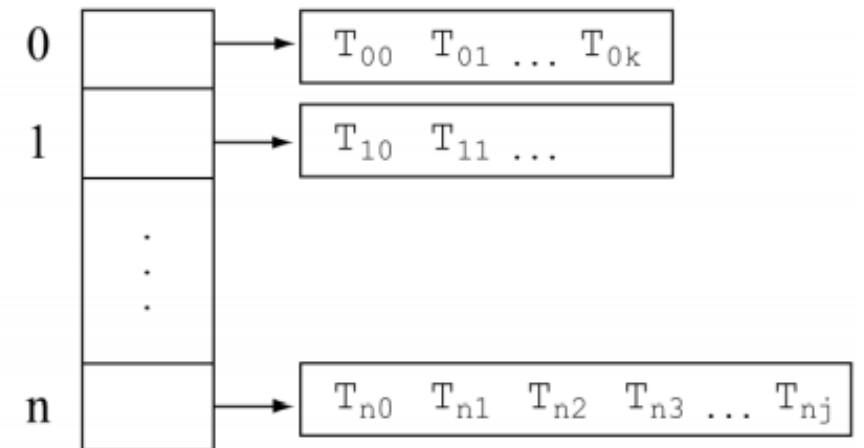 0 T₀₀ T₀₁ ... T₀ₖ
1 T₁₀ T₁₁ ...
.
.
.
n Tₙ₀ Tₙ₁ Tₙ₂ Tₙ₃ ... Tₙⱼ